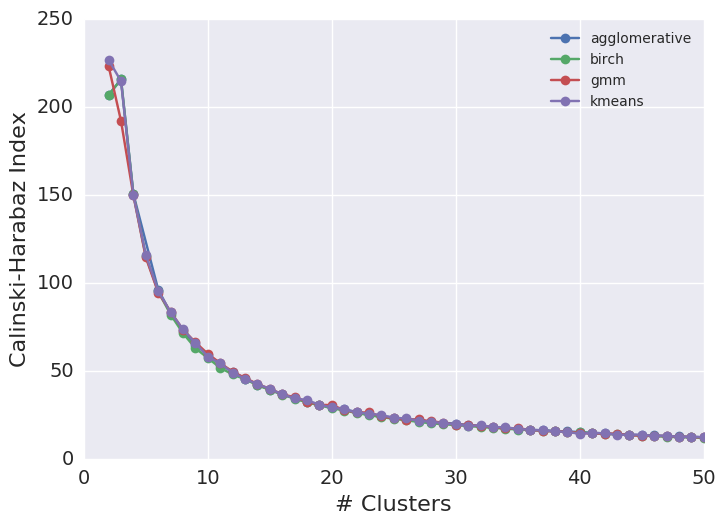 250
200
150
100
50
0
Calinski-Harabaz Index
agglomerative
birch
gmm
kmeans
0 10 20 30 40 50
# Clusters